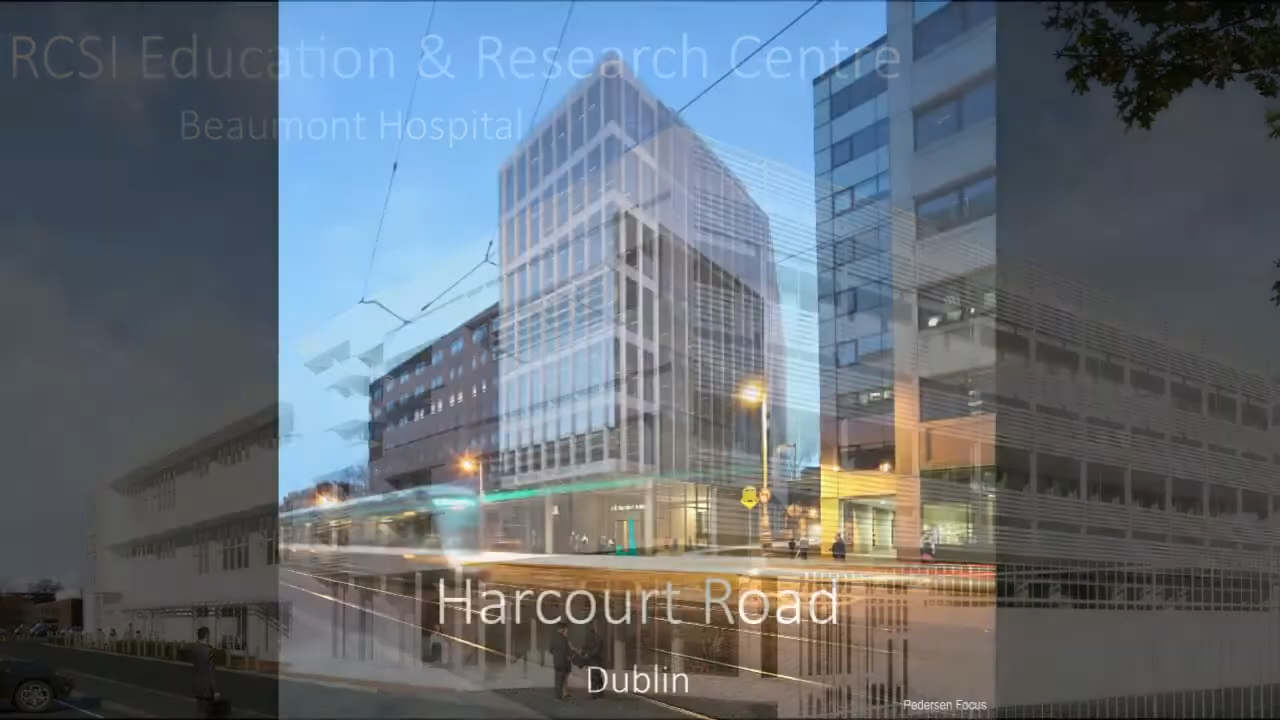 RCSI Education & Research Centre
Beaumont Hospital
Harcourt Road
Dublin
Pedersen Focus